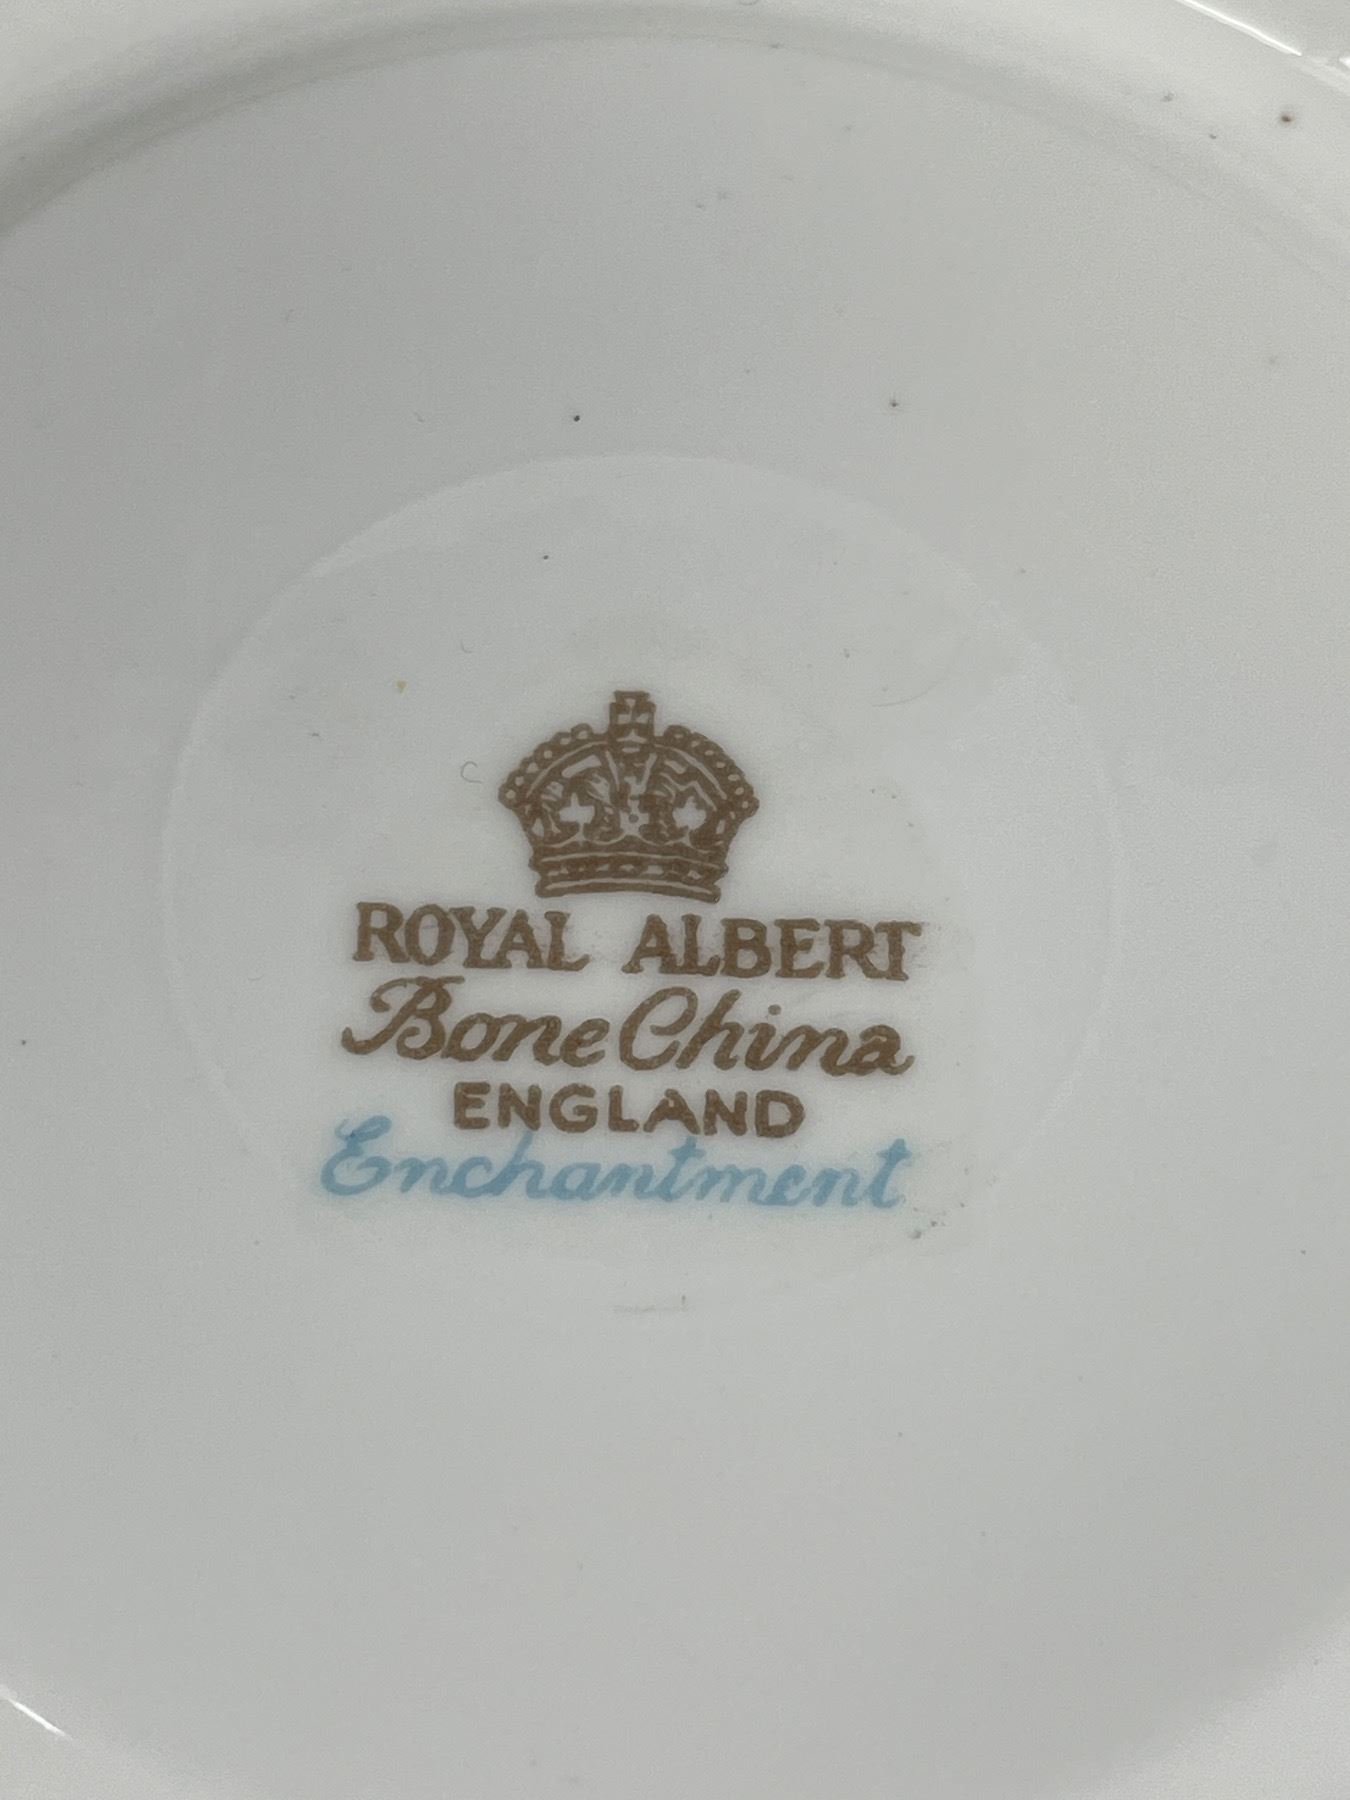 ROYAL ALBERT
Bone China
ENGLAND
Enchantment